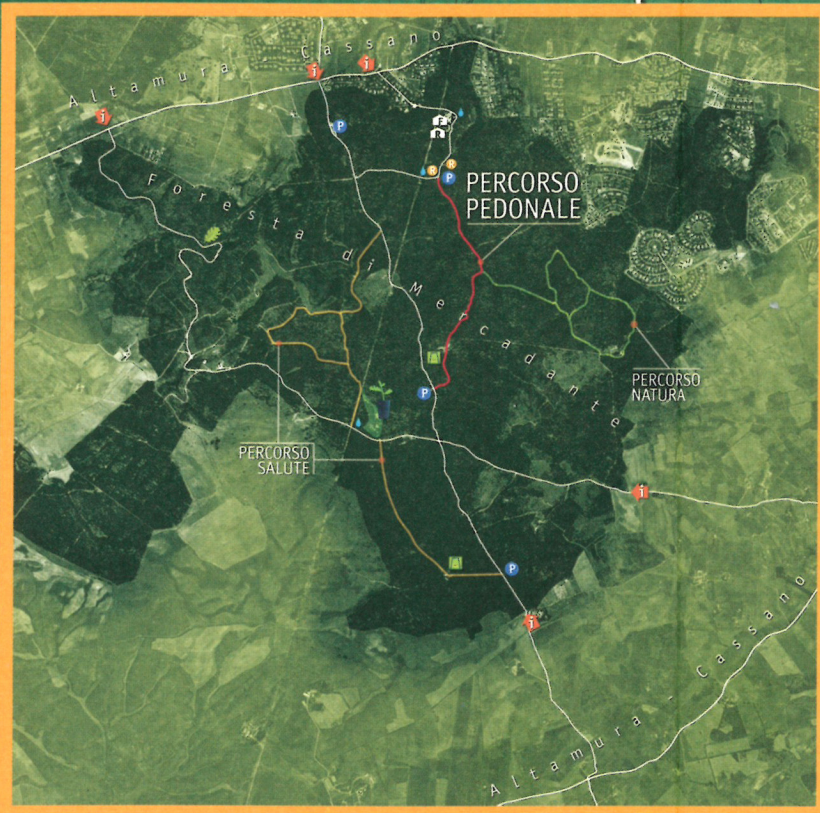 Altamura Cassano
i
i
i
P
F
R
R
R
P
PERCORSO
PEDONALE
Foresta di Mercadante
PERCORSO
NATURA
P
PERCORSO
SALUTE
i
P
i
Altamura - Cassano